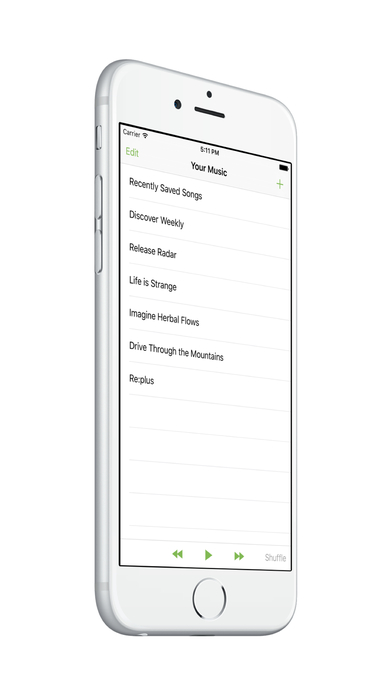 Carrier
5:11 PM
Edit
Your Music
+
Recently Saved Songs
Discover Weekly
Release Radar
Life is Strange
Imagine Herbal Flows
Drive Through the Mountains
Re:plus
Shuffle